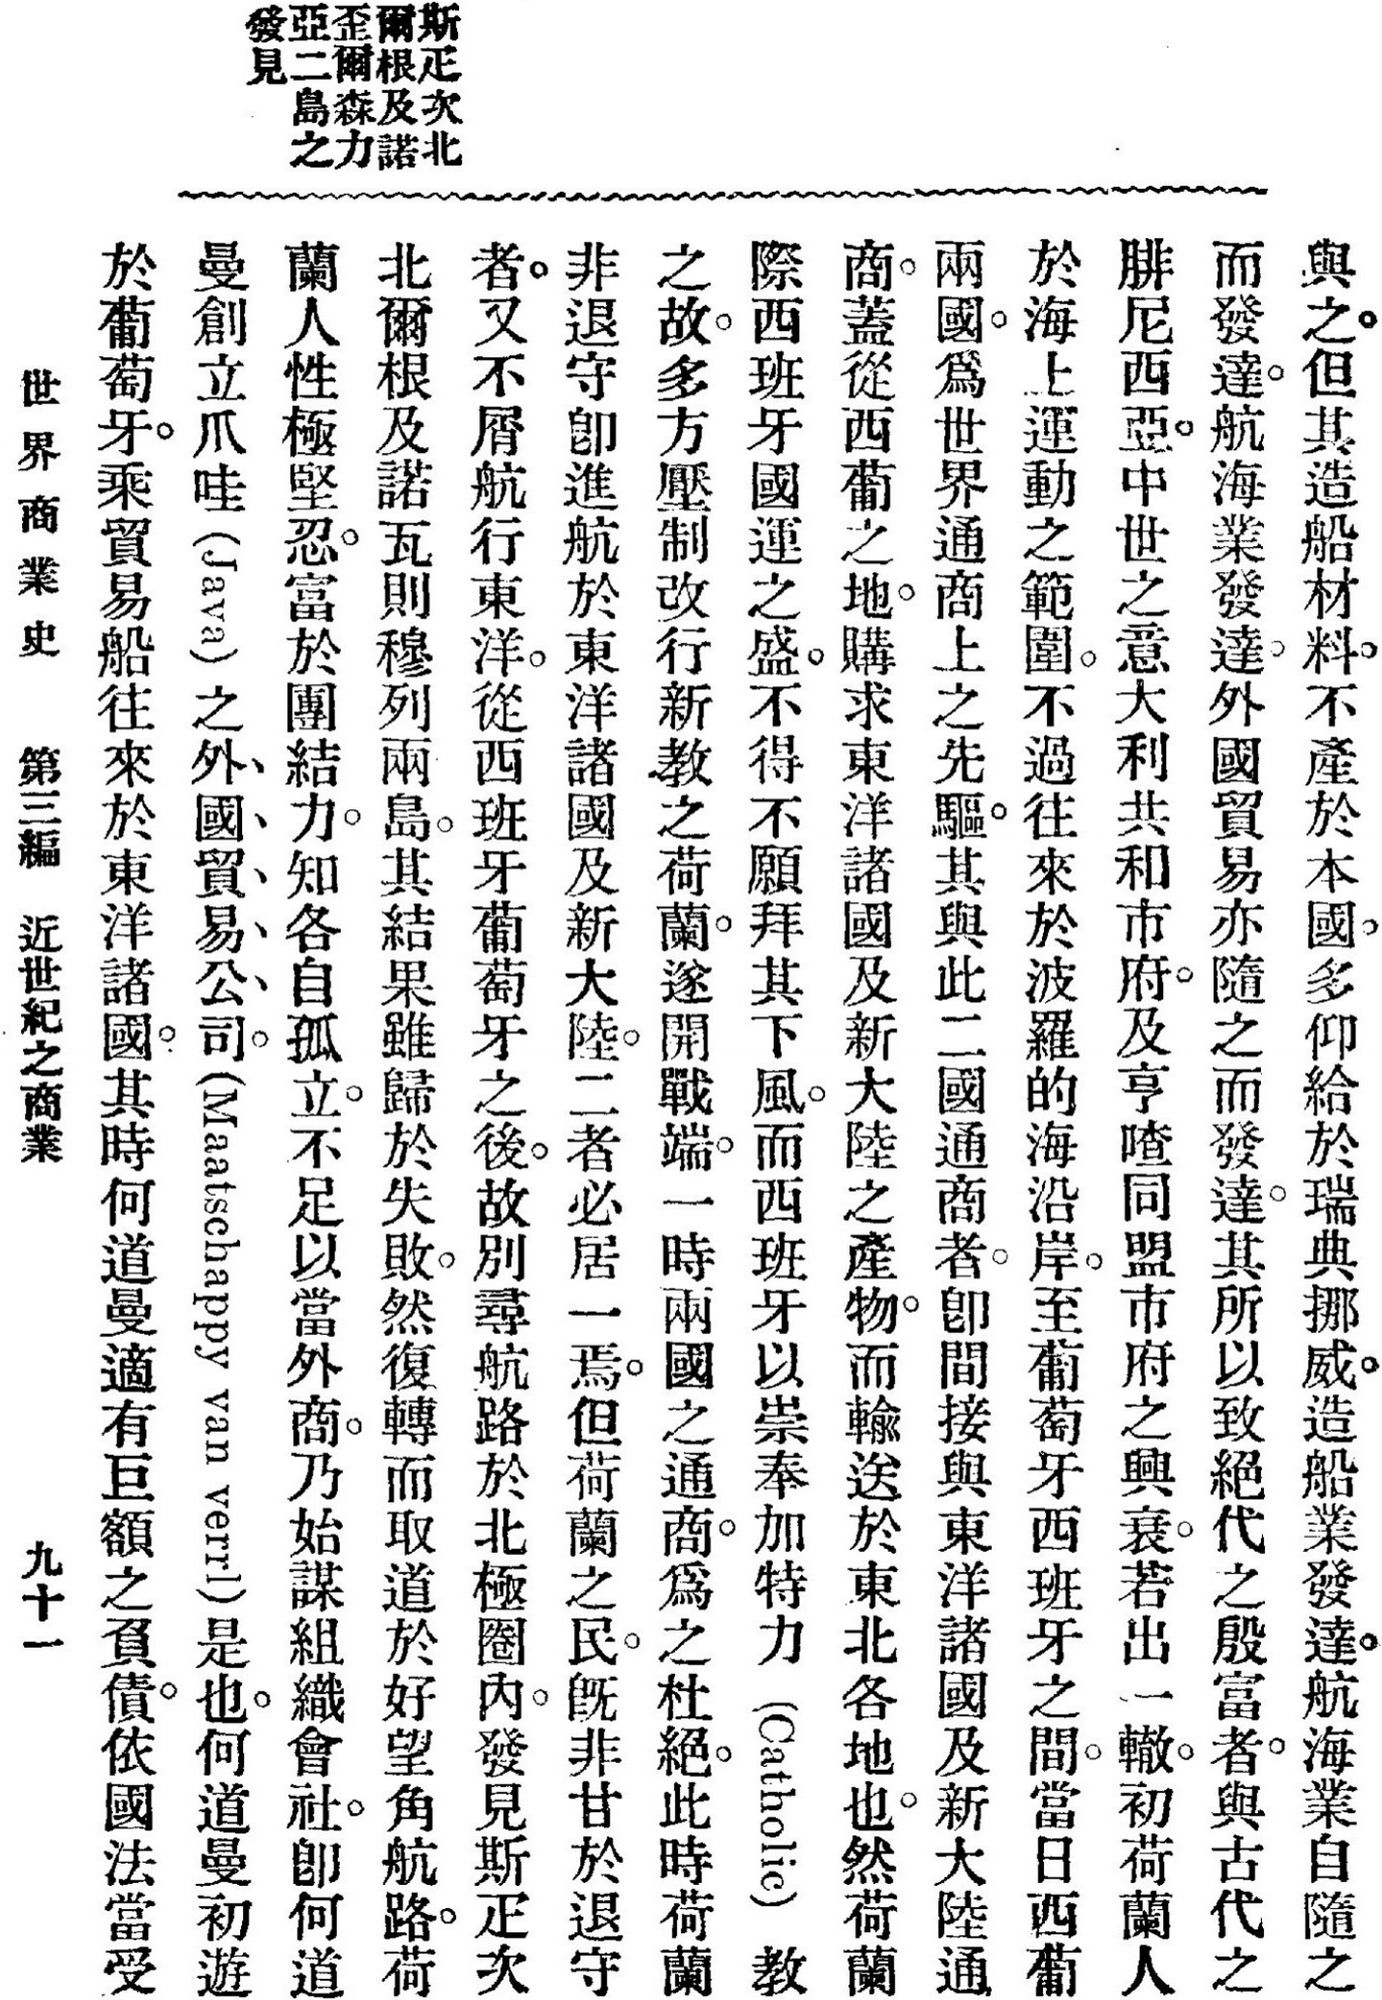 斯疋次北
爾根及諾
歪爾森力
亞二島之
發見
與之。但其造船材料。不產於本國。多仰給於瑞典挪威。造船業發達。航海業自隨之
而發達。航海業發達。外國貿易亦隨之而發達。其所以致絕代之殷富者。與古代之
腓尼西亞。中世之意大利共和市府。及亨喳同盟市府之興衰。若出一轍。初荷蘭人
於海上運動之範圍。不過往來於波羅的海沿岸。至葡萄牙西班牙之間。當日西葡
兩國。爲世界通商上之先驅。其與此二國通商者。卽間接與東洋諸國及新大陸通
商。蓋從西葡之地。購求東洋諸國及新大陸之產物。而輸送於東北各地也。然荷蘭
際西班牙國運之盛。不得不願拜其下風。而西班牙以崇奉加特力(Catholic)教
之故。多方壓制改行新教之荷蘭。遂開戰端。一時兩國之通商。爲之杜絕。此時荷蘭
非退守卽進航於東洋諸國及新大陸。二者必居一焉。但荷蘭之民。旣非甘於退守
者。又不屑航行東洋。從西班牙葡萄牙之後。故別尋航路於北極圈內。發見斯疋次
北爾根及諾瓦則穆列兩島。其結果雖歸於失敗。然復轉而取道於好望角航路。荷
蘭人性極堅忍。富於團結力。知各自孤立。不足以當外商。乃始謀組織會社。卽何道
曼創立爪哇(Java)之外、國、貿、易、公、司。(Maatschappy van verrl)是也。何道曼初遊
於葡萄牙。乘貿易船往來於東洋諸國。其時何道曼適有巨額之負債。依國法當受
世界商業史　第三編　近世紀之商業　九十一